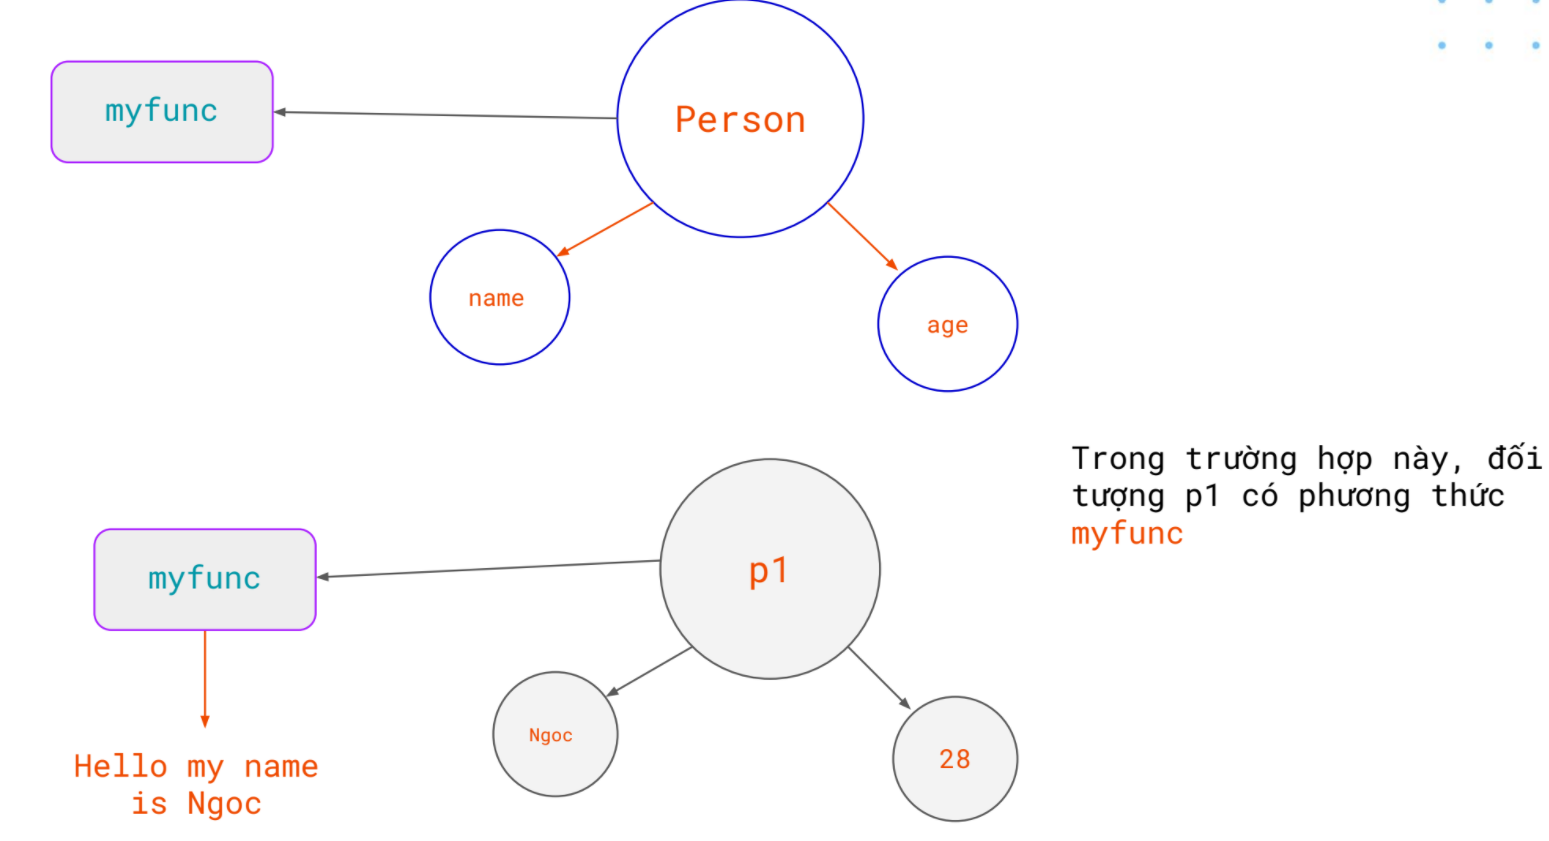 myfunc
Person
name
age
Trong trường hợp này, đối
tượng p1 có phương thức
myfunc
myfunc
p1
Ngoc
28
Hello my name
is Ngoc